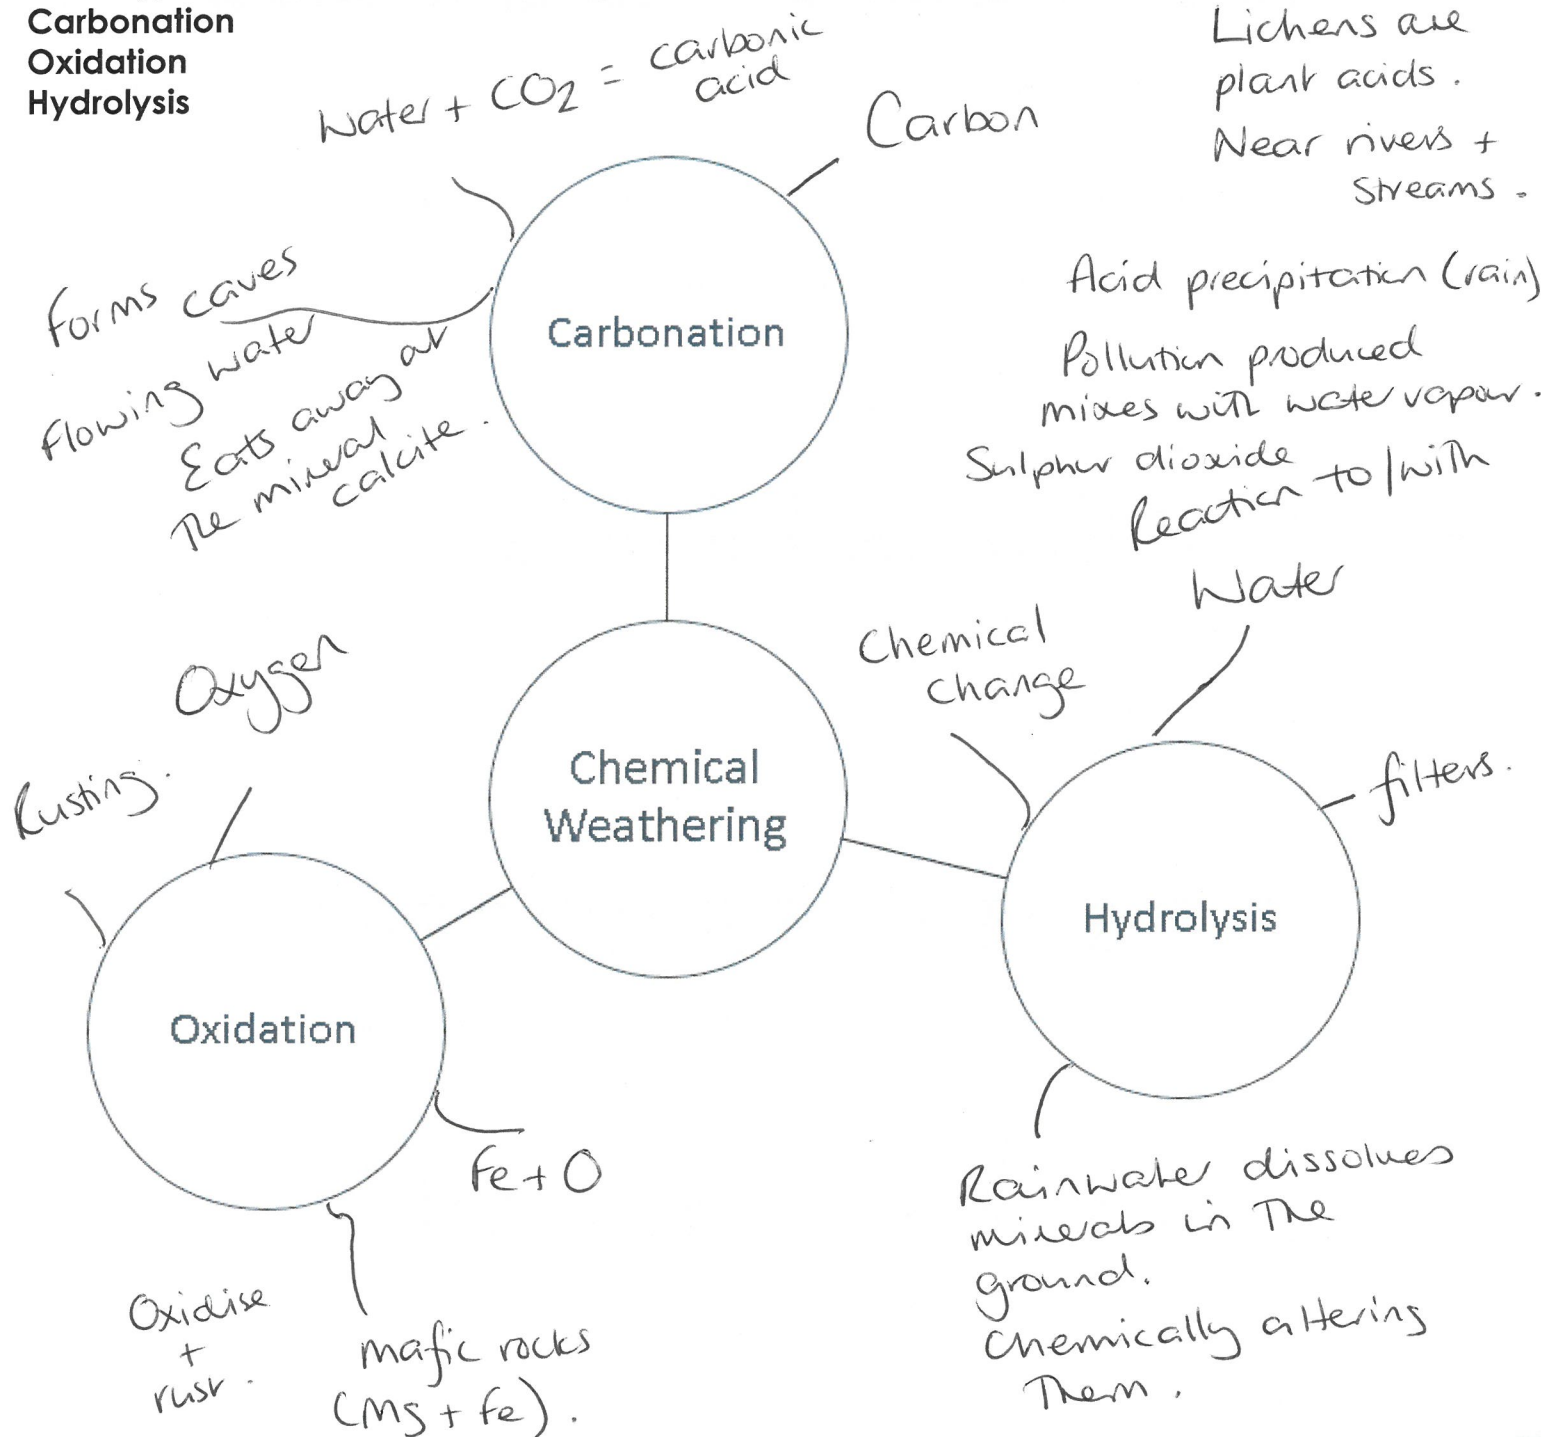 Carbonation
Oxidation
Hydrolysis
Water + CO2 = carbonic
acid
Carbon
Lichens are
plant acids.
Near rivers +
streams.
Acid precipitation (rain)
Pollution produced
mixes with water vapour.
Sulphur dioxide
Reaction to/with
Water
forms caves
flowing water
Eats away at
the mineral
calcite.
Carbonation
Chemical
change
filters.
Oxygen
Rusting.
Chemical
Weathering
Hydrolysis
Oxidation
Fe + O
Oxidise
+
rust.
mafic rocks
(Mg + Fe).
Rainwater dissolves
minerals in the
ground.
Chemically altering
Them.